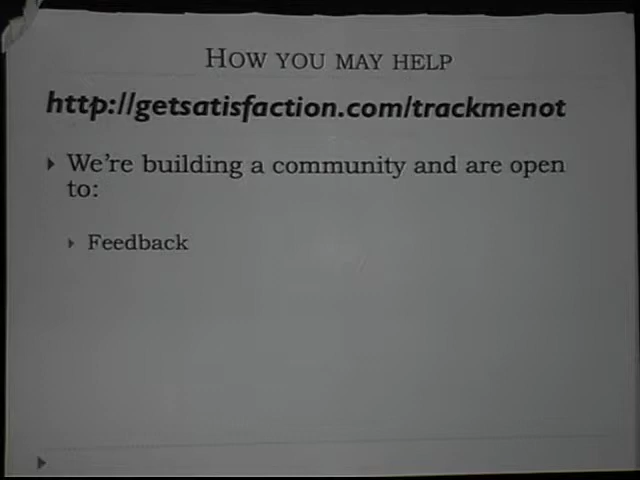 HOW YOU MAY HELP
http://getsatisfaction.com/trackmenot
We're building a community and are open
to:
Feedback